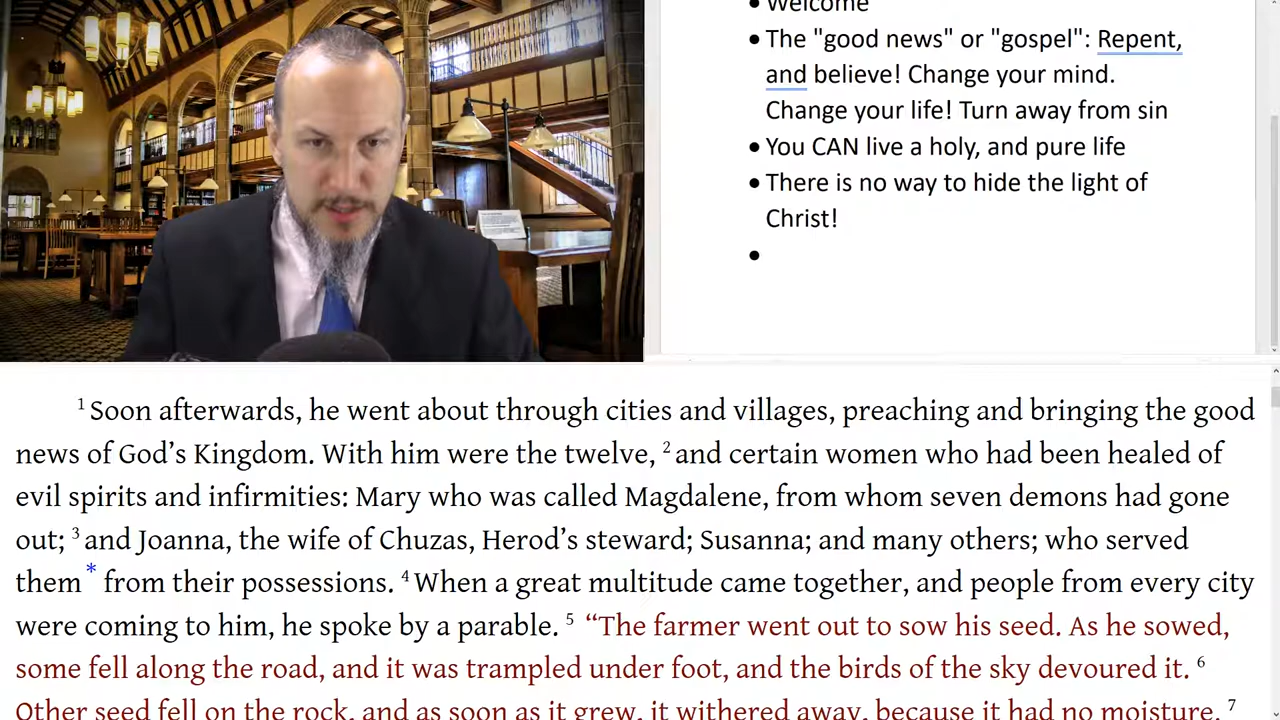 Welcome
The "good news" or "gospel": Repent,
and believe! Change your mind.
Change your life! Turn away from sin
You CAN live a holy, and pure life
There is no way to hide the light of
Christ!
1 Soon afterwards, he went about through cities and villages, preaching and bringing the good
news of God’s Kingdom. With him were the twelve, 2 and certain women who had been healed of
evil spirits and infirmities: Mary who was called Magdalene, from whom seven demons had gone
out; 3 and Joanna, the wife of Chuzas, Herod’s steward; Susanna; and many others; who served
them* from their possessions. 4 When a great multitude came together, and people from every city
were coming to him, he spoke by a parable. 5 “The farmer went out to sow his seed. As he sowed,
some fell along the road, and it was trampled under foot, and the birds of the sky devoured it. 6
Other seed fell on the rock, and as soon as it grew, it withered away, because it had no moisture. 7